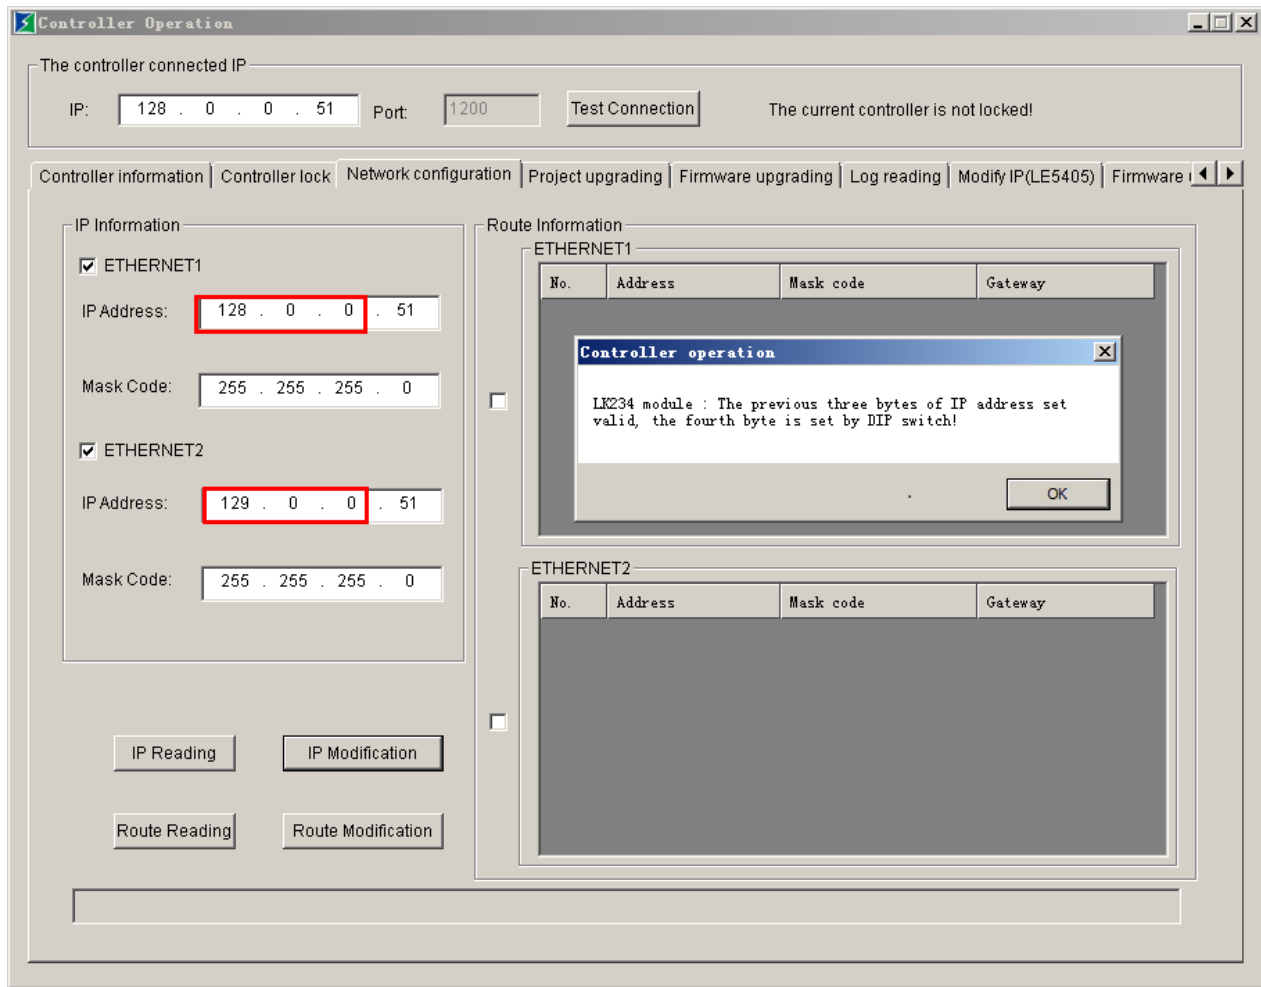 Controller Operation
The controller connected IP
IP: 128 . 0 . 0 . 51 Port: 1200 Test Connection The current controller is not locked!
Controller information Controller lock Network configuration Project upgrading Firmware upgrading Log reading Modify IP(LE5405) Firmware
IP Information
ETHERNET1
IP Address: 128 . 0 . 0 . 51
Mask Code: 255 . 255 . 255 . 0
ETHERNET2
IP Address: 129 . 0 . 0 . 51
Mask Code: 255 . 255 . 255 . 0
IP Reading IP Modification
Route Reading Route Modification
Route Information
ETHERNET1
No. Address Mask code Gateway
Controller operation
LK234 module : The previous three bytes of IP address set
valid, the fourth byte is set by DIP switch!
OK
ETHERNET2
No. Address Mask code Gateway